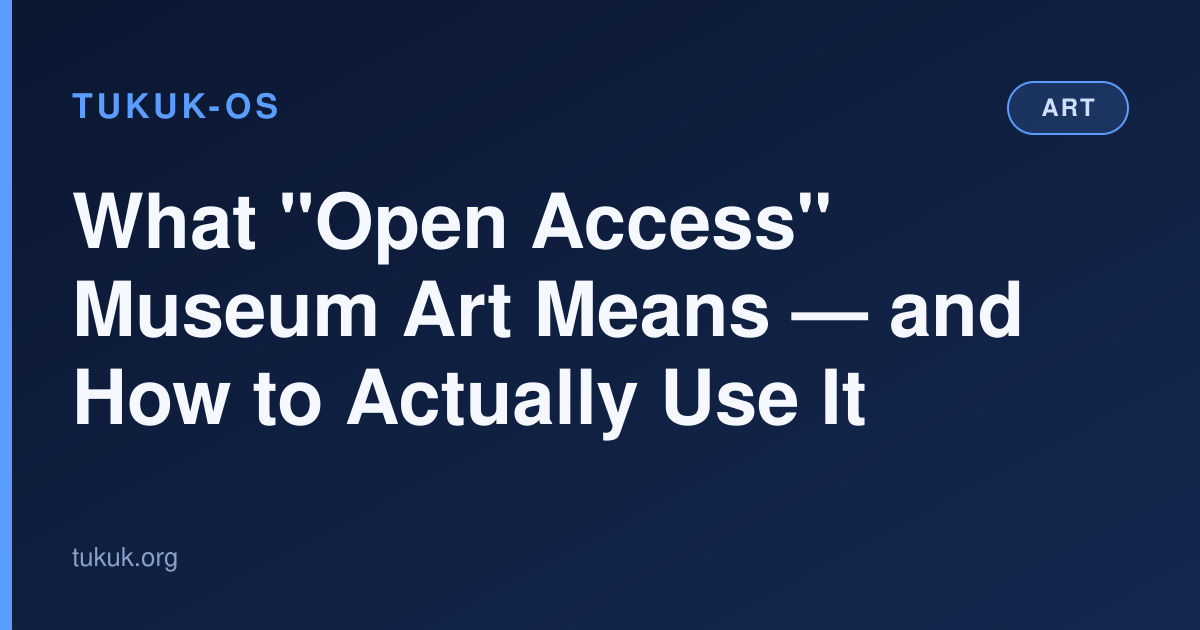 TUKUK-OS
ART
What "Open Access"
Museum Art Means — and
How to Actually Use It
tukuk.org